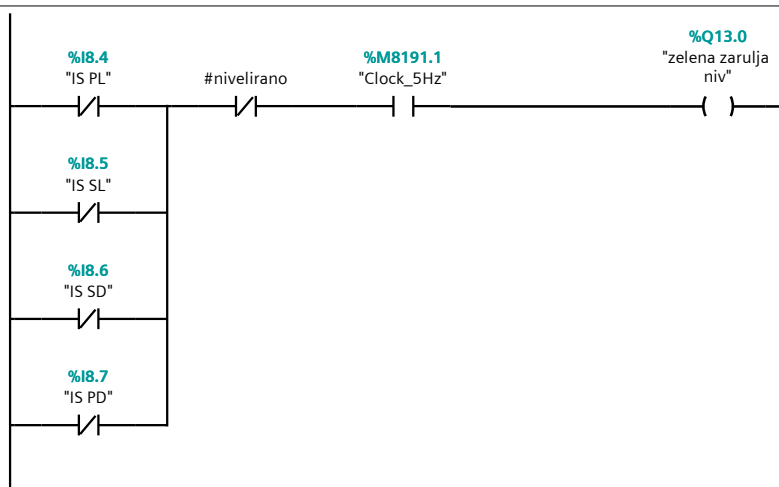 %Q13.0
%I8.4
%M8191.1
"zelena zarulja
"IS PL"
#nivelirano
"Clock_5Hz"
niv"
%I8.5
"IS SL"
%I8.6
"IS SD"
%I8.7
"IS PD"